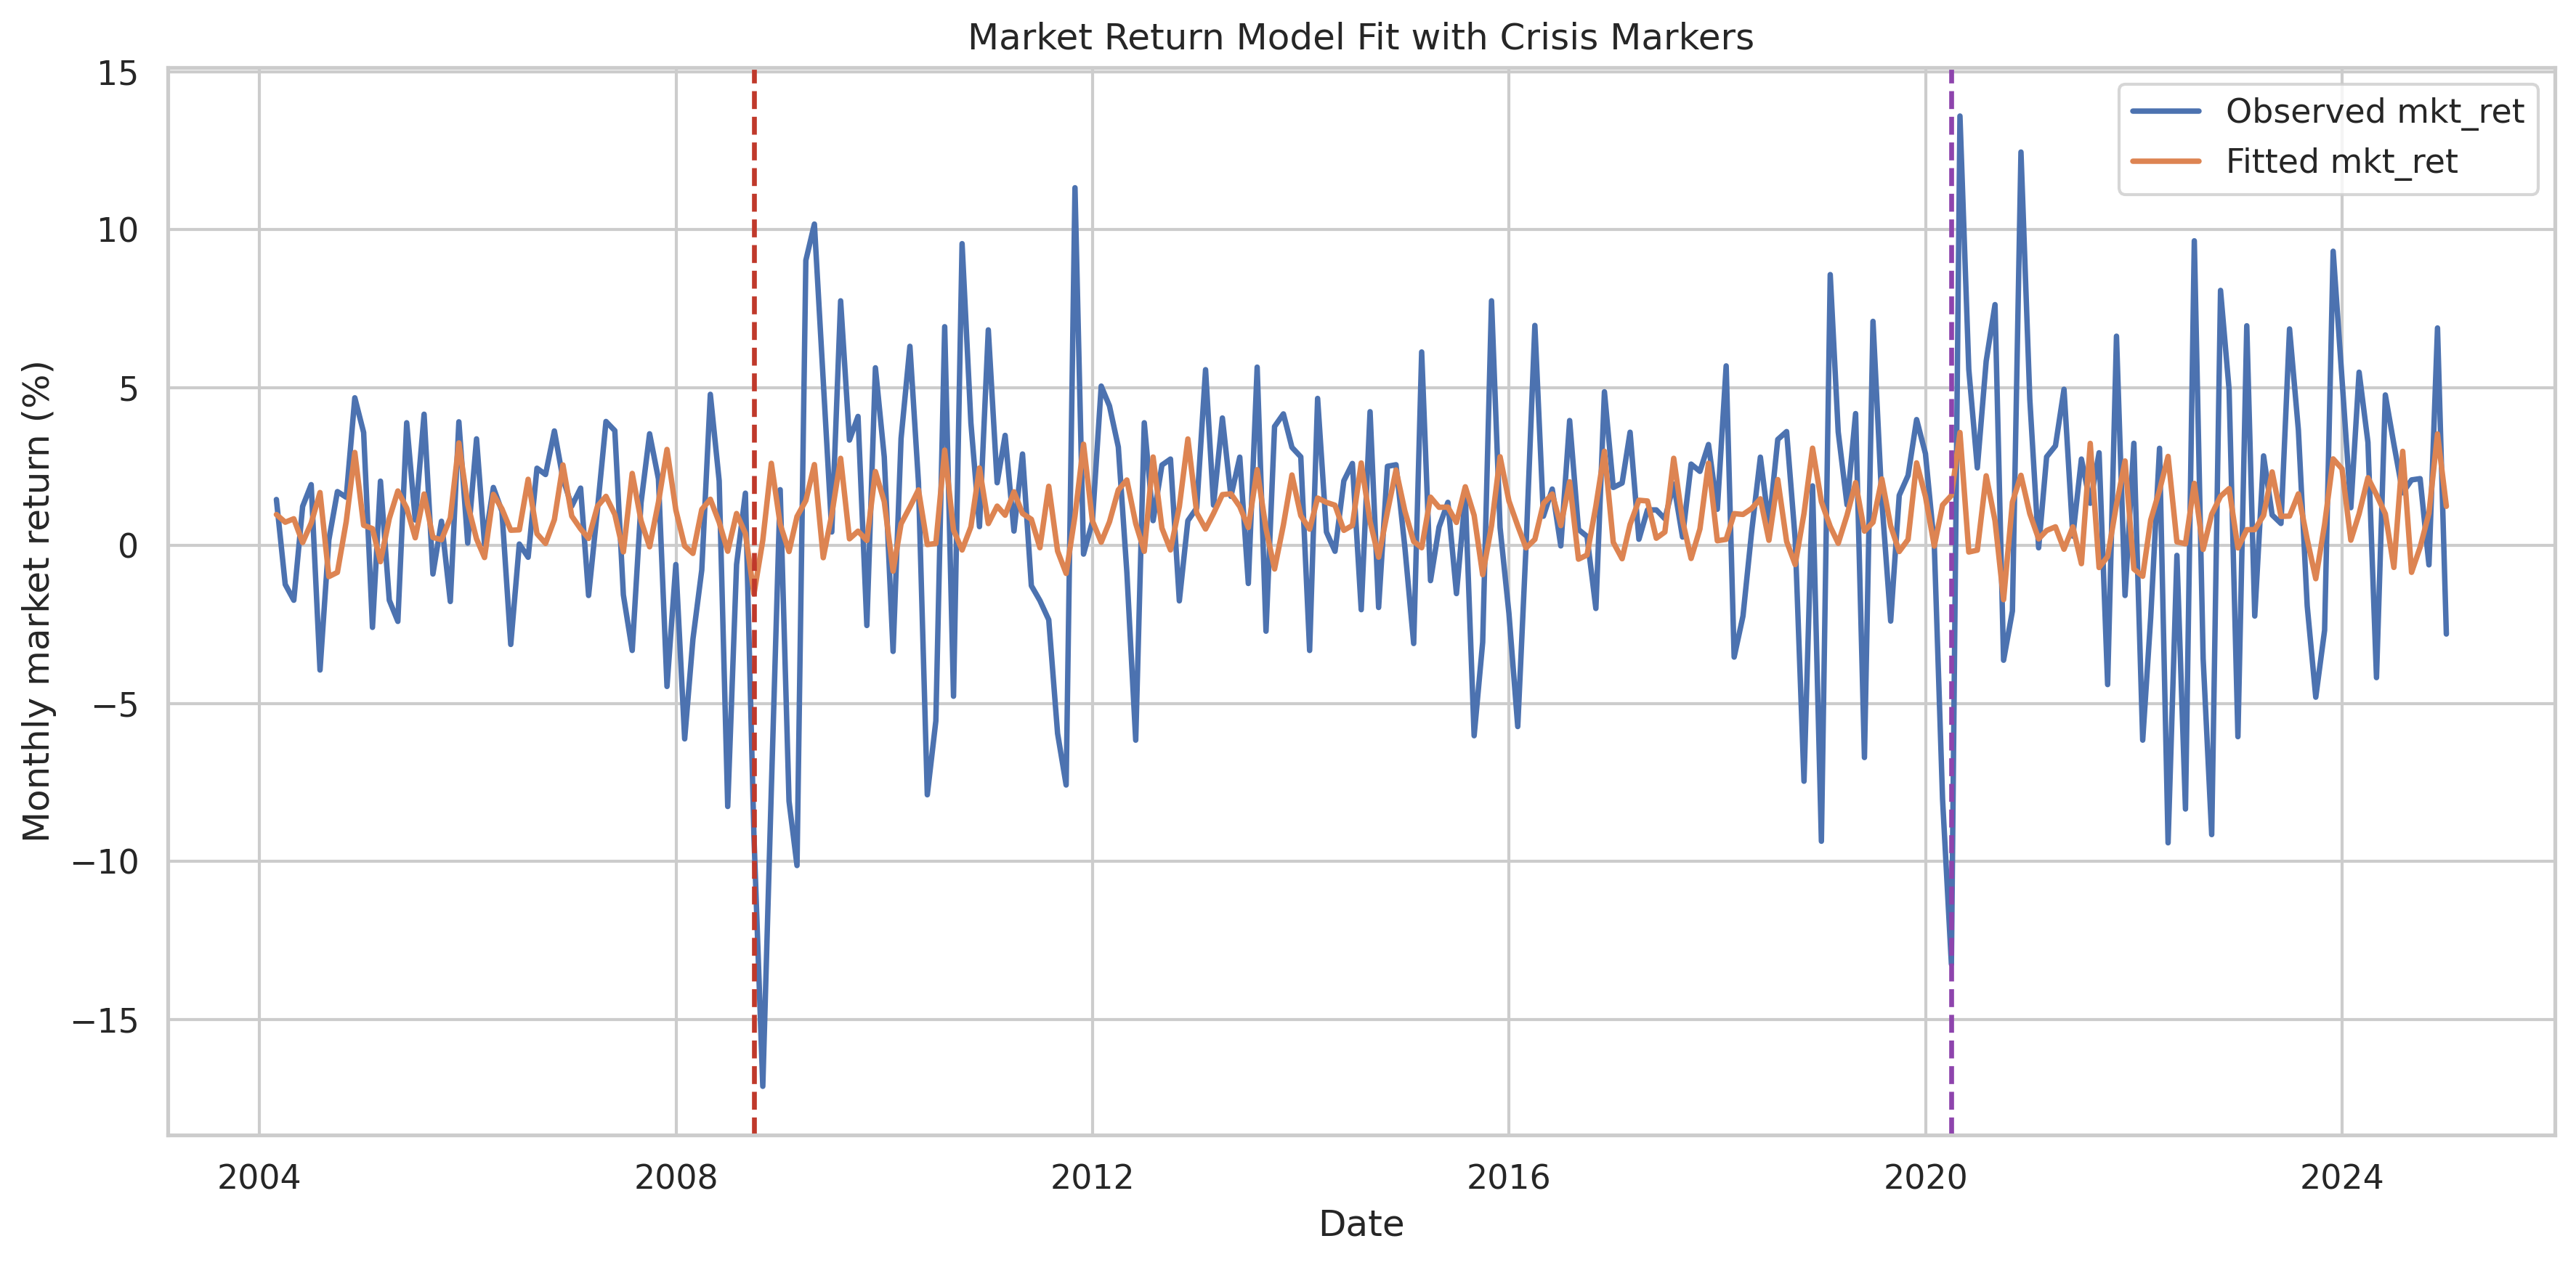 Market Return Model Fit with Crisis Markers
Observed mkt_ret
Fitted mkt_ret
Monthly market return (%)
15
10
5
0
−5
−10
−15
2004 2008 2012 2016 2020 2024
Date